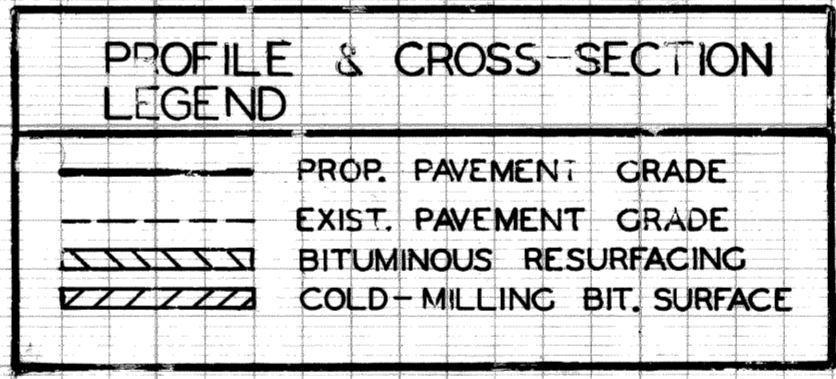 PROFILE & CROSS-SECTION
LEGEND
PROP. PAVEMENT GRADE
EXIST. PAVEMENT GRADE
BITUMINOUS RESURFACING
COLD-MILLING BIT. SURFACE